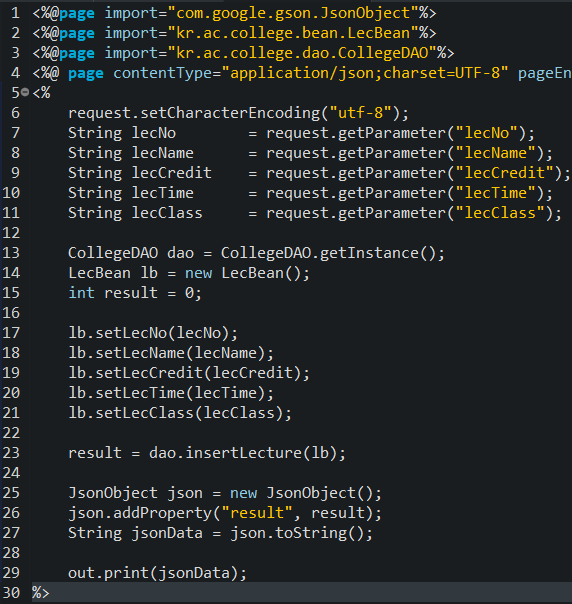 1 <%@page import="com.google.gson.JsonObject"%>
2 <%@page import="kr.ac.college.bean.LecBean"%>
3 <%@page import="kr.ac.college.dao.CollegeDAO"%>
4 <%@ page contentType="application/json;charset=UTF-8" pageEn
5 <%
6 request.setCharacterEncoding("utf-8");
7 String lecNo = request.getParameter("lecNo");
8 String lecName = request.getParameter("lecName");
9 String lecCredit = request.getParameter("lecCredit");
10 String lecTime = request.getParameter("lecTime");
11 String lecClass = request.getParameter("lecClass");
12
13 CollegeDAO dao = CollegeDAO.getInstance();
14 LecBean lb = new LecBean();
15 int result = 0;
16
17 lb.setLecNo(lecNo);
18 lb.setLecName(lecName);
19 lb.setLecCredit(lecCredit);
20 lb.setLecTime(lecTime);
21 lb.setLecClass(lecClass);
22
23 result = dao.insertLecture(lb);
24
25 JsonObject json = new JsonObject();
26 json.addProperty("result", result);
27 String jsonData = json.toString();
28
29 out.print(jsonData);
30 %>